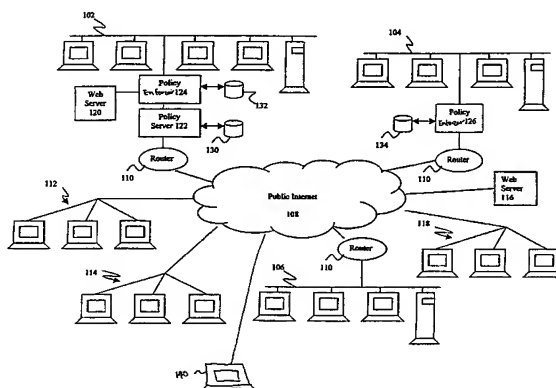 102
104
Policy
Enforcer 124
132
Web
Server
120
Policy
Server 122
130
Policy
Enforcer 126
134
Router
110
Router
110
112
Public Internet
108
Web
Server
116
118
Router
110
114
106
140